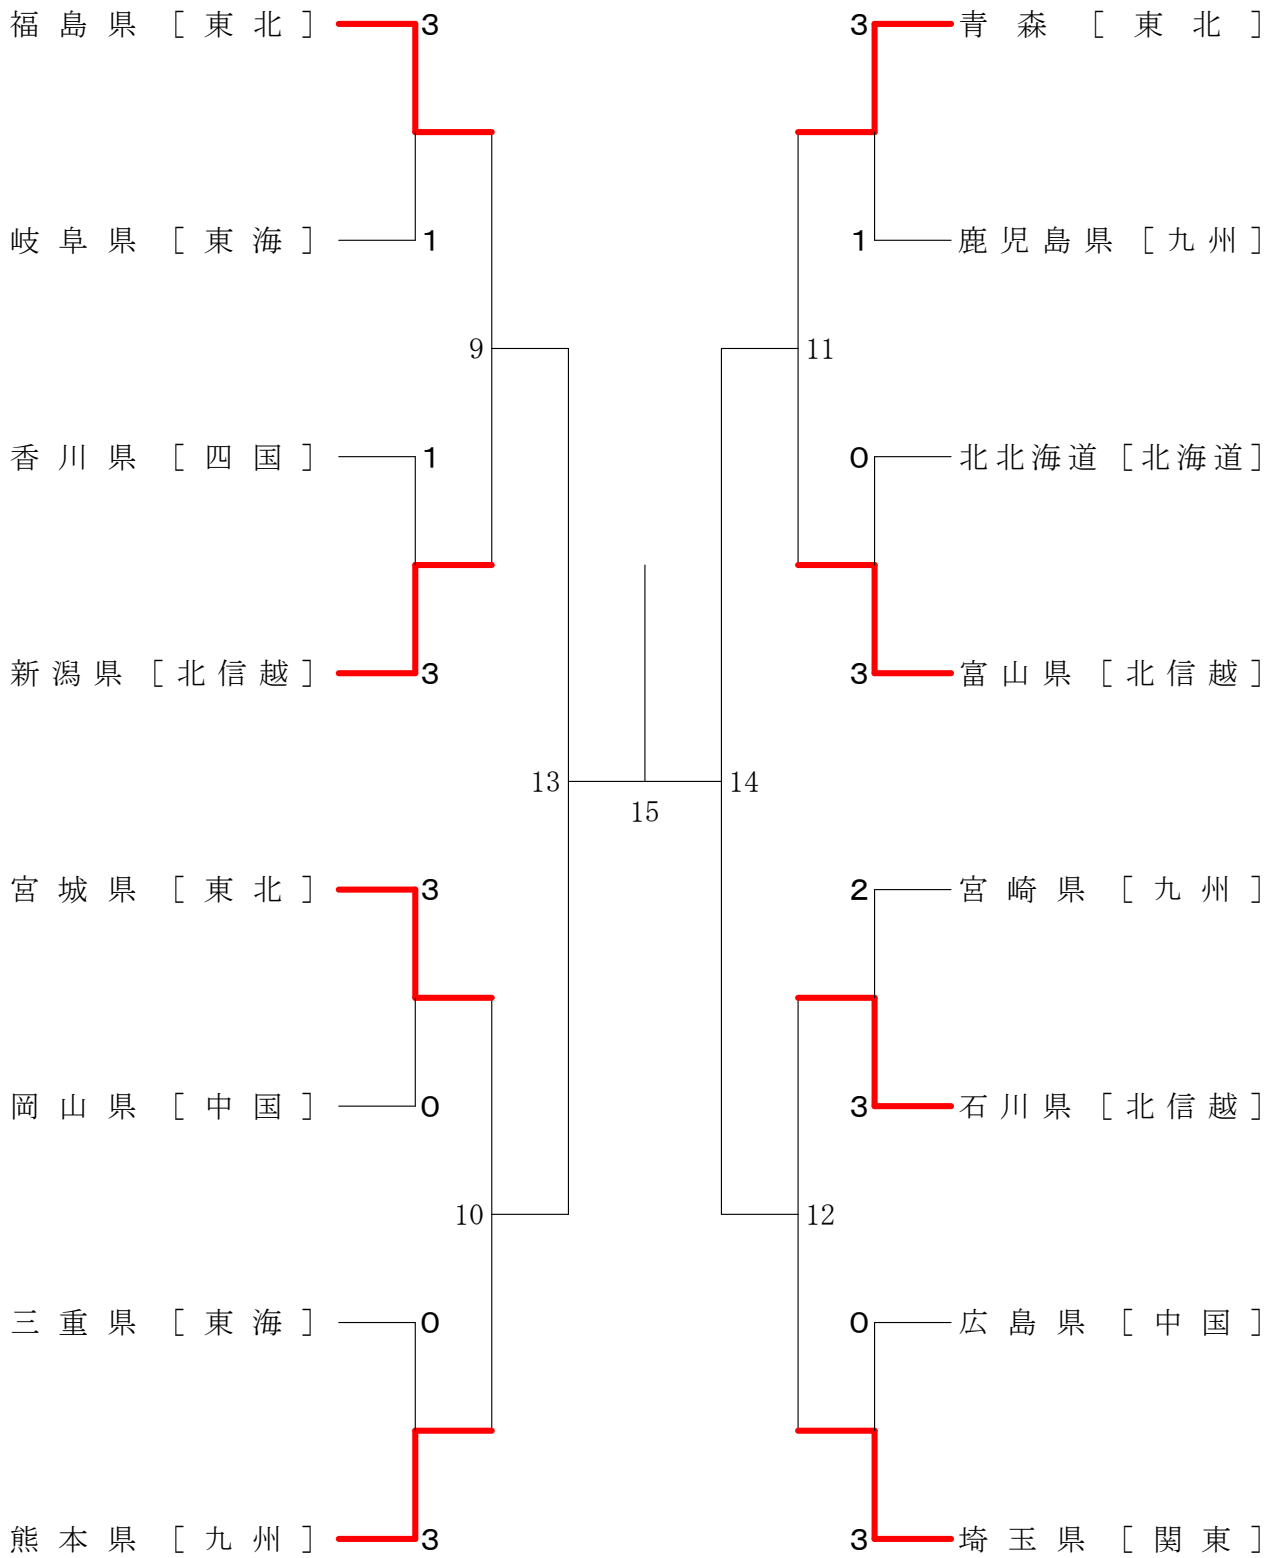 福島県 [東北] 3
岐阜県 [東海] 1
9
香川県 [四国] 1
新潟県 [北信越] 3
13
宮城県 [東北] 3
岡山県 [中国] 0
10
三重県 [東海] 0
熊本県 [九州] 3
15
3 青森 [東北]
1 鹿児島県 [九州]
11
0 北北海道 [北海道]
3 富山県 [北信越]
14
2 宮崎県 [九州]
3 石川県 [北信越]
12
0 広島県 [中国]
3 埼玉県 [関東]